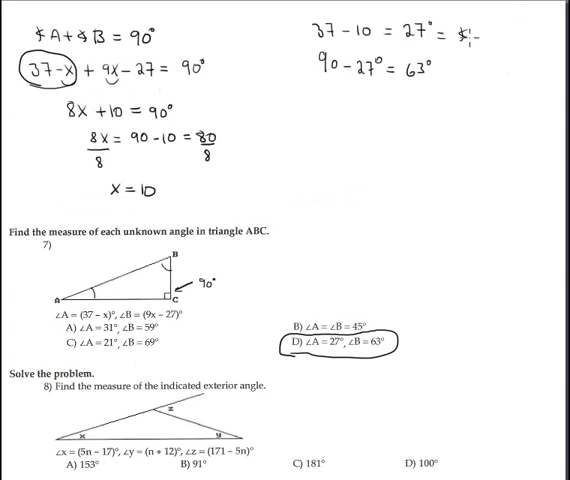 ∡A + ∡B = 90°
37 - x + 9x - 27 = 90°
8x + 10 = 90°
8x = 90 - 10 = 80
8 8
x = 10
37 - 10 = 27° = ∡
90 - 27° = 63°
Find the measure of each unknown angle in triangle ABC.
7)
B
90°
A
C
∠A = (37 - x)°, ∠B = (9x - 27)°
A) ∠A = 31°, ∠B = 59°
B) ∠A = ∠B = 45°
C) ∠A = 21°, ∠B = 69°
D) ∠A = 27°, ∠B = 63°
Solve the problem.
8) Find the measure of the indicated exterior angle.
z
x
y
∠x = (5n - 17)°, ∠y = (n + 12)°, ∠z = (171 - 5n)°
A) 153° B) 91° C) 181° D) 100°